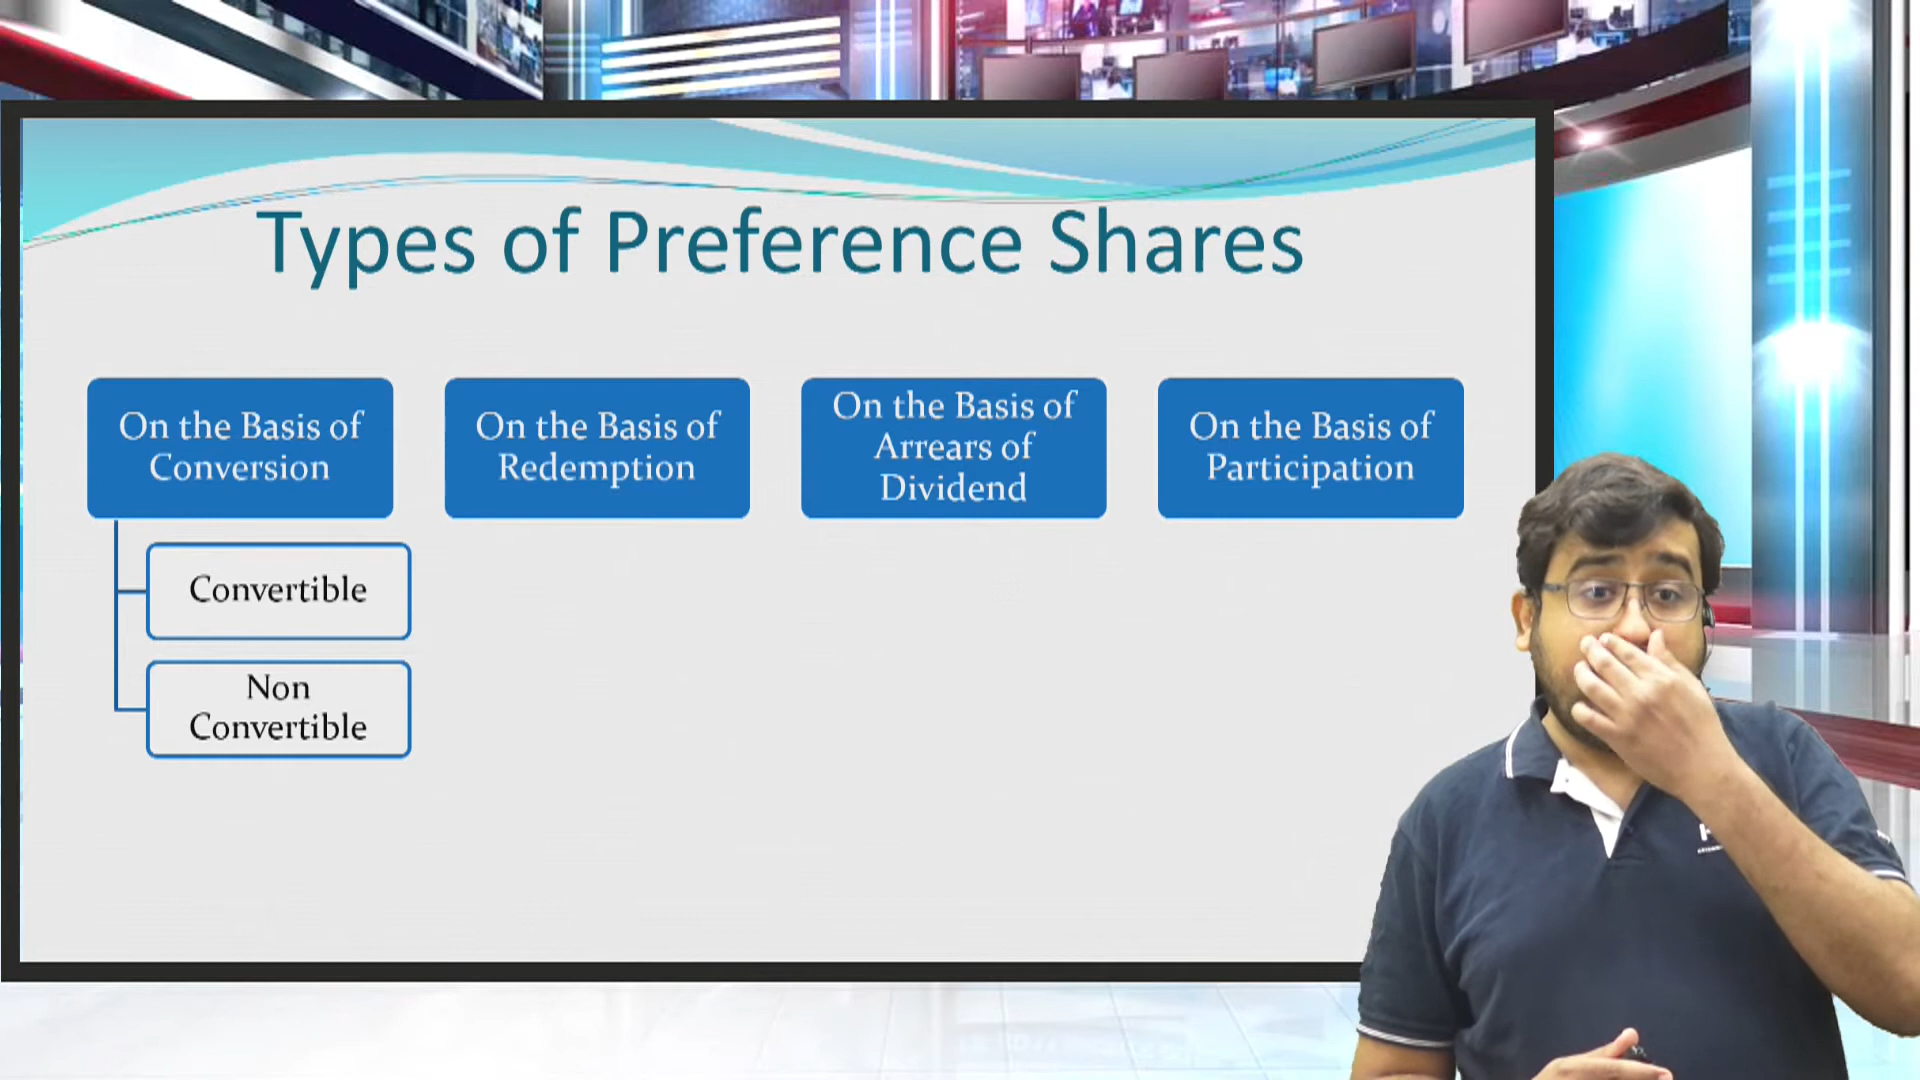 Types of Preference Shares
On the Basis of
Conversion
On the Basis of
Redemption
On the Basis of
Arrears of
Dividend
On the Basis of
Participation
Convertible
Non
Convertible